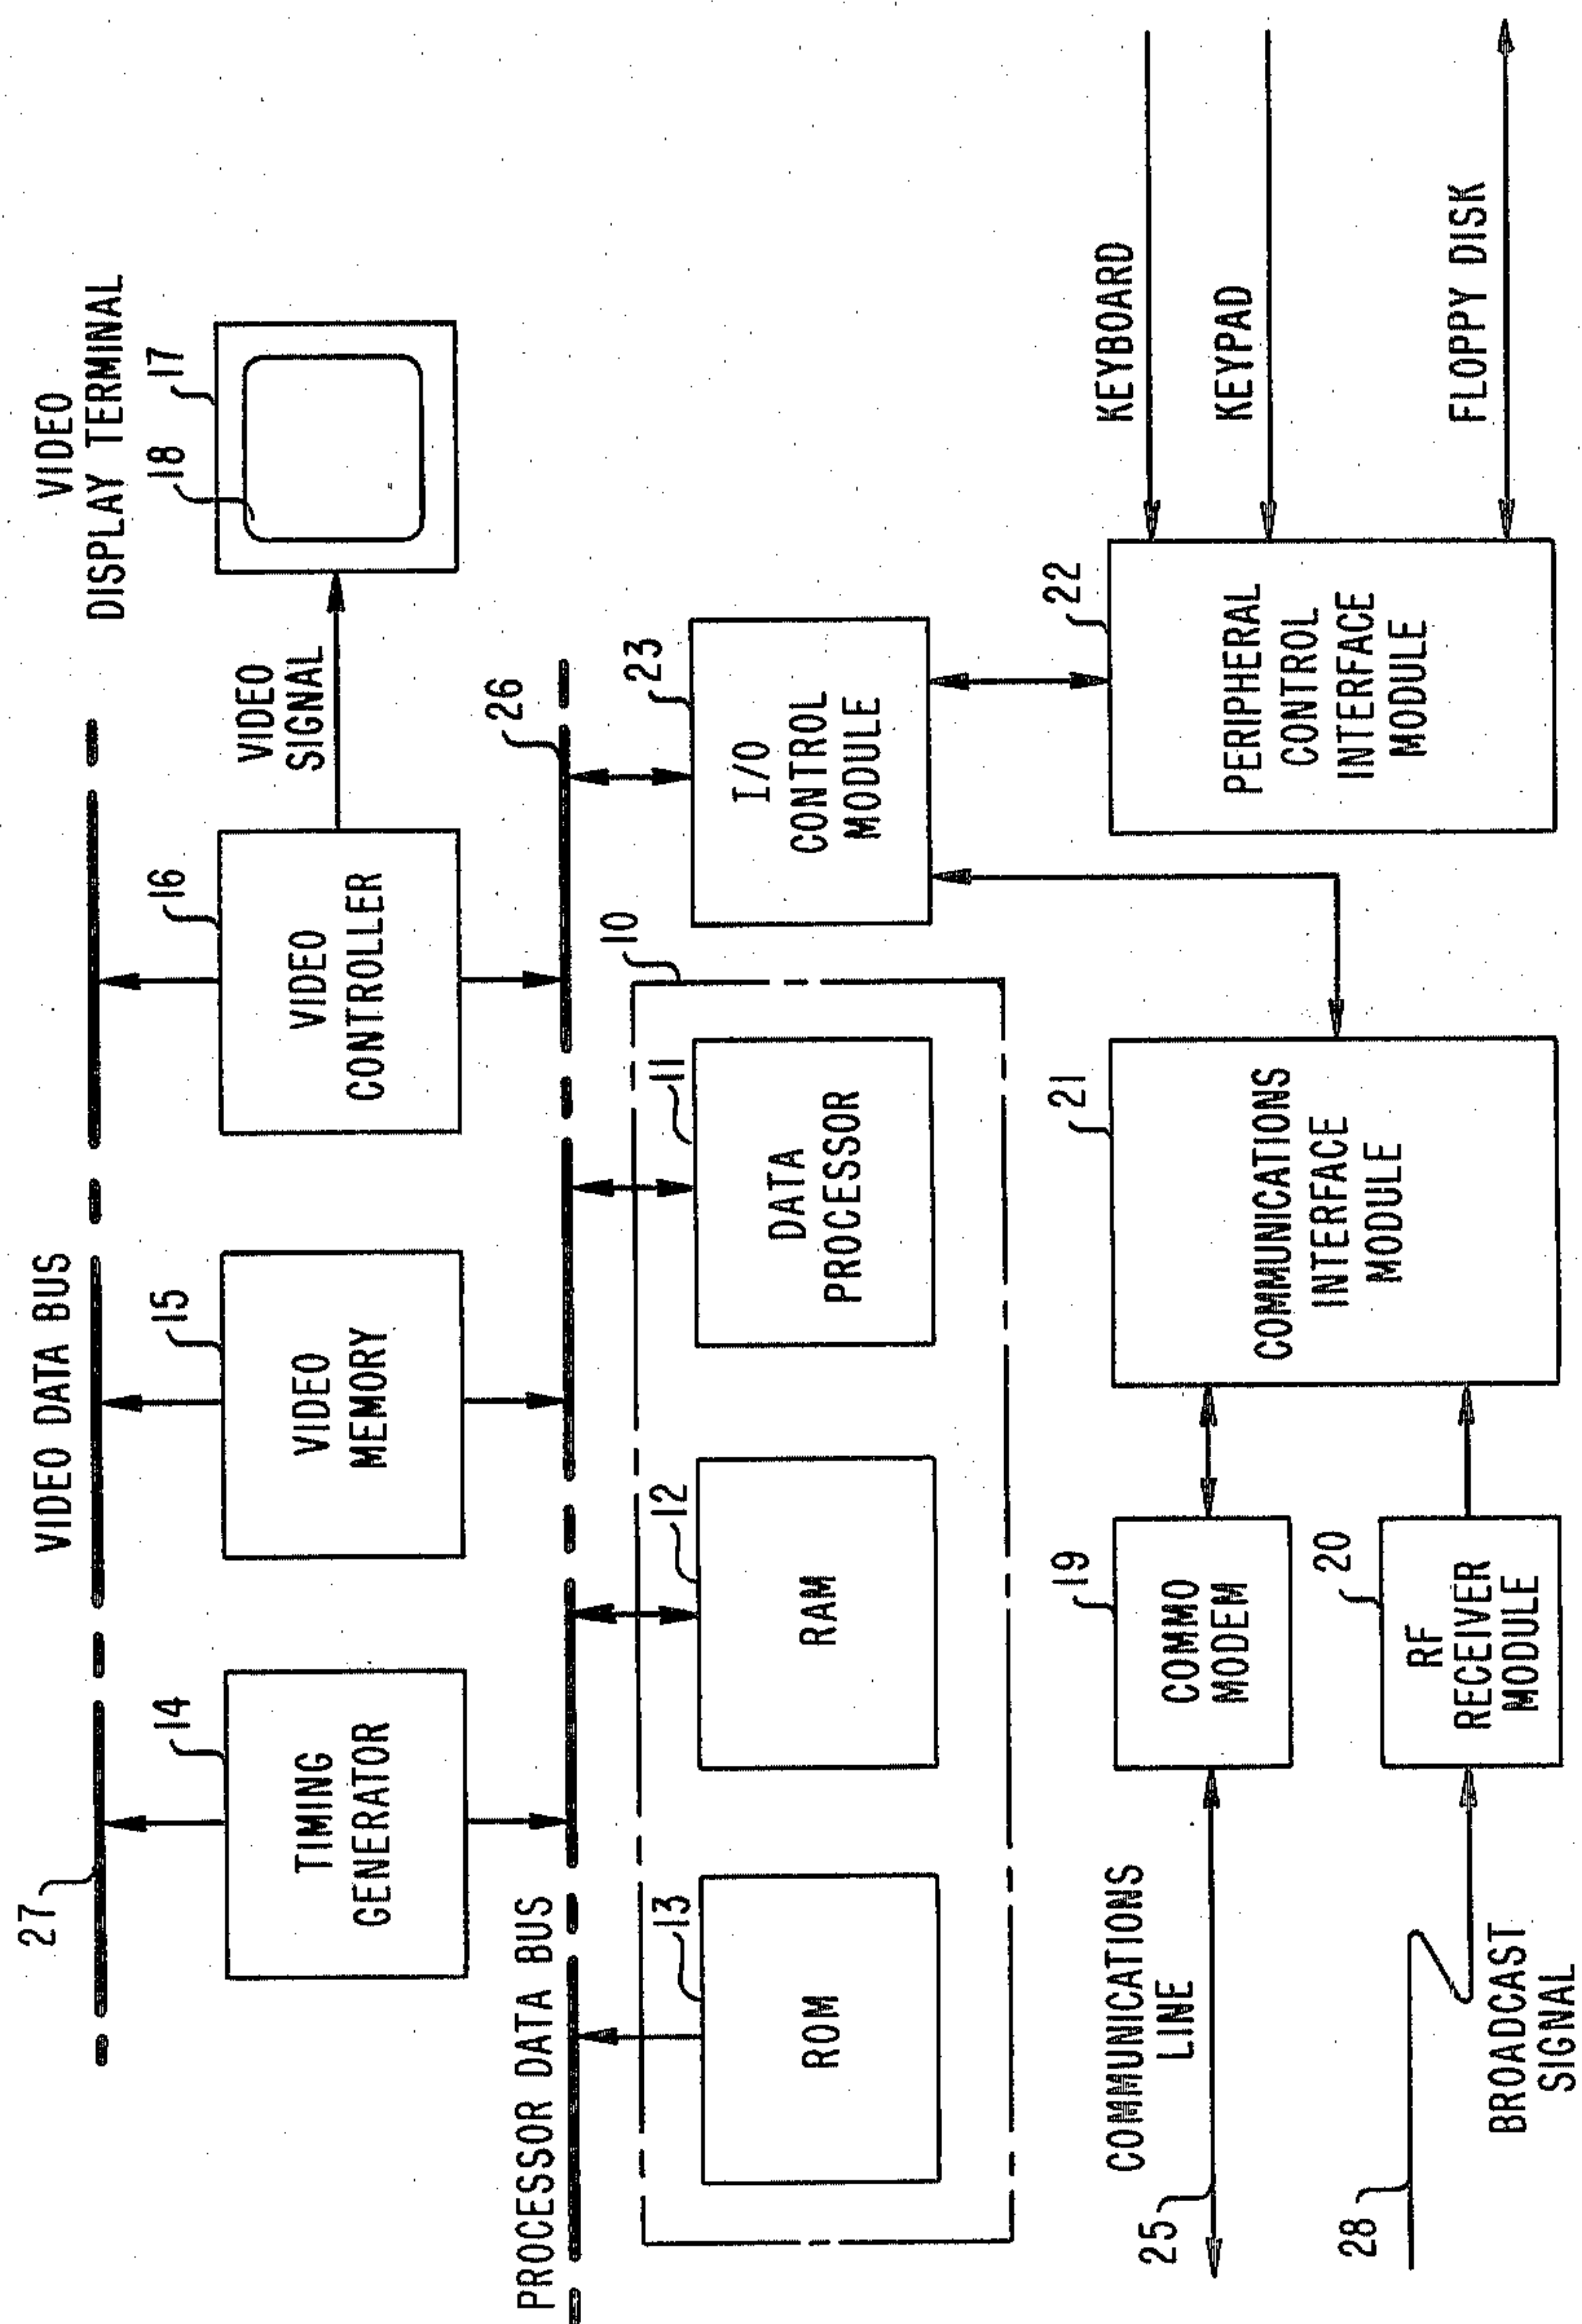 VIDEO DATA BUS
27
14
TIMING
GENERATOR
15
VIDEO
MEMORY
16
VIDEO
CONTROLLER
VIDEO
SIGNAL
VIDEO
DISPLAY TERMINAL
18
17
PROCESSOR DATA BUS
26
10
13
ROM
12
RAM
11
DATA
PROCESSOR
23
I/O
CONTROL
MODULE
25
COMMUNICATIONS
LINE
19
COMMO
MODEM
28
BROADCAST
SIGNAL
20
RF
RECEIVER
MODULE
21
COMMUNICATIONS
INTERFACE
MODULE
22
PERIPHERAL
CONTROL
INTERFACE
MODULE
KEYBOARD
KEYPAD
FLOPPY DISK